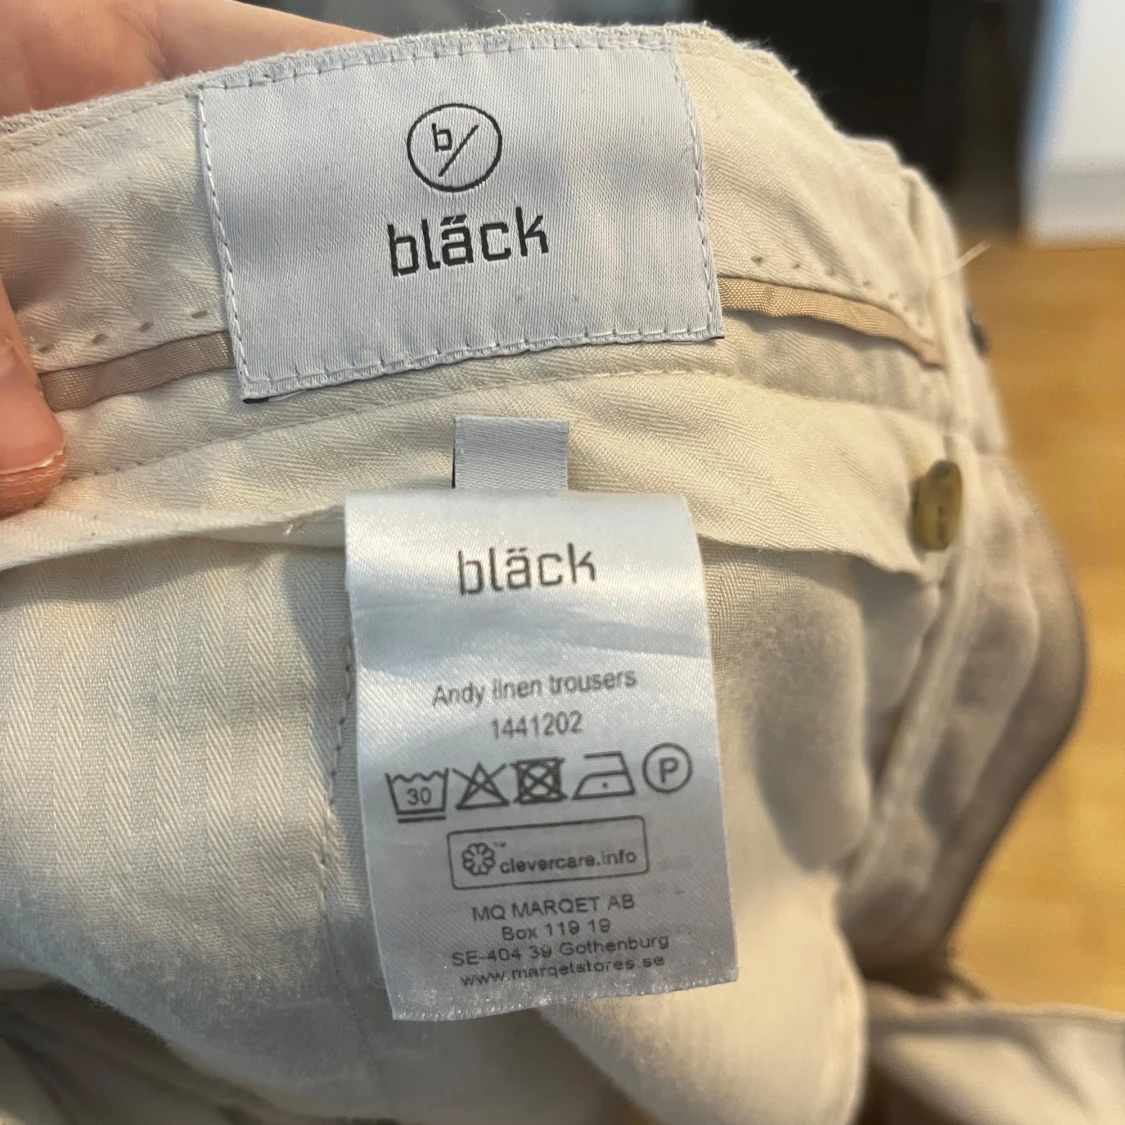 b/
bläck
bläck
Andy linen trousers
1441202
30 P
clevercare.info
MQ MARQET AB
Box 119 19
SE-404 39 Gothenburg
www.marqetstores.se